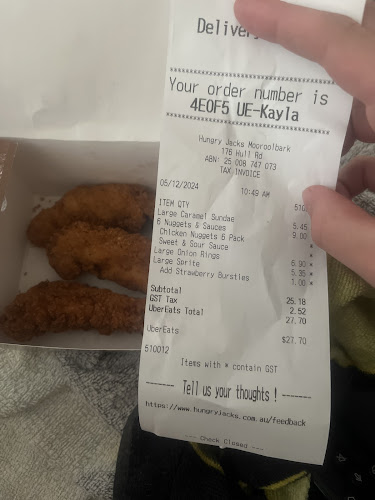 Delivery
Your order number is
4E0F5 UE-Kayla
Hungry Jacks Mooroolbark
176 Hull Rd
ABN: 25 008 747 073
TAX INVOICE
05/12/2024 10:49 AM
ITEM QTY 510
Large Caramel Sundae 5.45
6 Nuggets & Sauces 9.00
Chicken Nuggets 6 Pack *
Sweet & Sour Sauce *
Large Onion Rings 6.90 *
Large Sprite 5.35 *
Add Strawberry Burstles 1.00 *
Subtotal 25.18
GST Tax 2.52
UberEats Total 27.70
UberEats $27.70
510012
Items with * contain GST
-------- Tell us your thoughts ! --------
https://www.hungryjacks.com.au/feedback
--- Check Closed ---